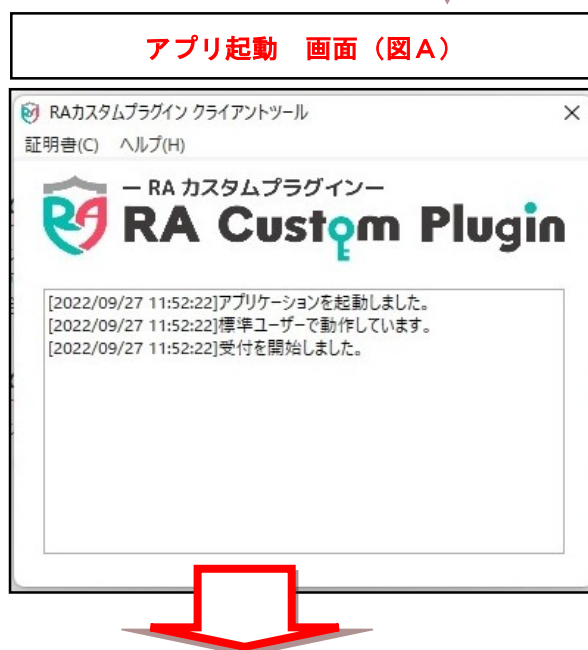 アプリ起動　画面（図Ａ）
RAカスタムプラグイン クライアントツール
証明書(C) ヘルプ(H)
ー RA カスタムプラグインー
RA Custom Plugin
[2022/09/27 11:52:22]アプリケーションを起動しました。
[2022/09/27 11:52:22]標準ユーザーで動作しています。
[2022/09/27 11:52:22]受付を開始しました。